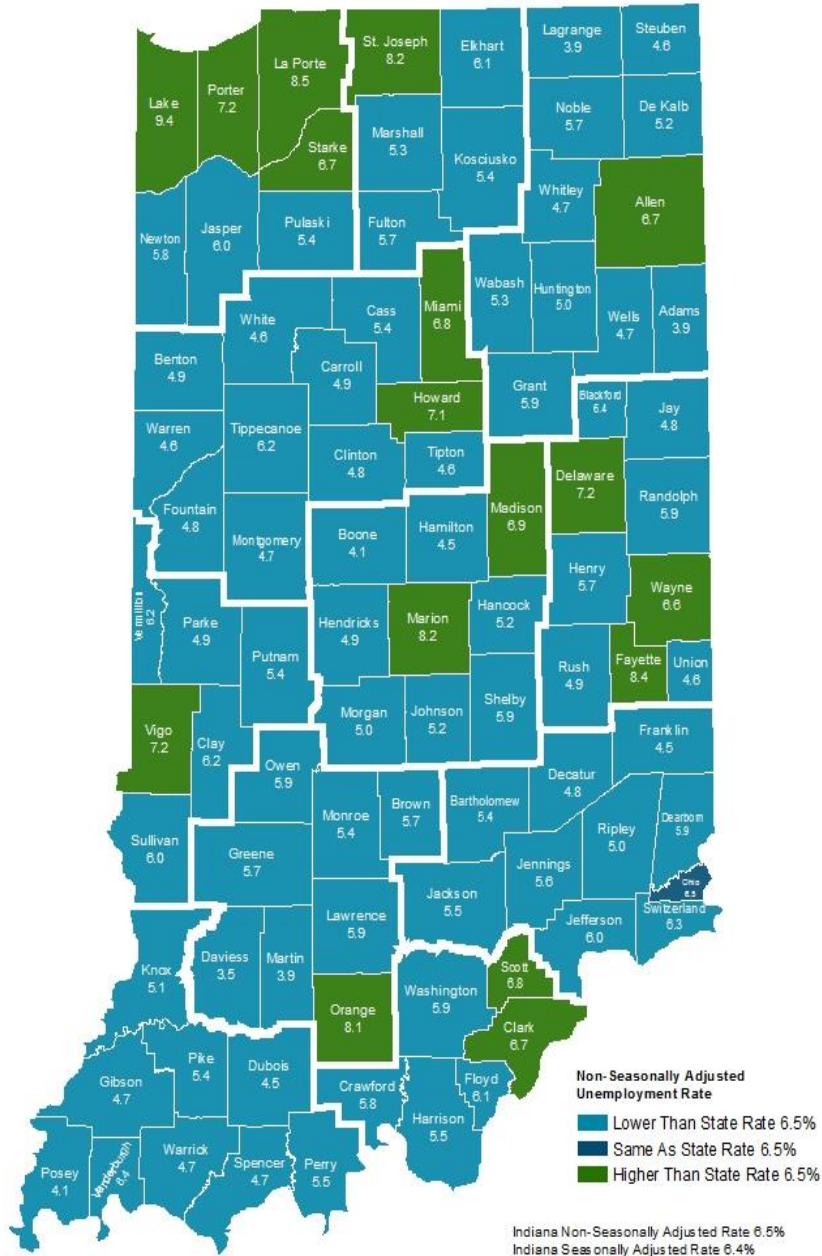 Lake
9.4
Porter
7.2
La Porte
8.5
St. Joseph
8.2
Elkhart
6.1
Lagrange
3.9
Steuben
4.6
Noble
5.7
De Kalb
5.2
Starke
6.7
Marshall
5.3
Kosciusko
5.4
Whitley
4.7
Allen
6.7
Newton
5.8
Jasper
6.0
Pulaski
5.4
Fulton
5.7
Wabash
5.3
Huntington
5.0
Wells
4.7
Adams
3.9
White
4.6
Cass
5.4
Miami
6.8
Benton
4.9
Carroll
4.9
Howard
7.1
Grant
5.9
Blackford
6.4
Jay
4.8
Warren
4.6
Tippecanoe
6.2
Clinton
4.8
Tipton
4.6
Madison
6.9
Delaware
7.2
Randolph
5.9
Fountain
4.8
Montgomery
4.7
Boone
4.1
Hamilton
4.5
Henry
5.7
Wayne
6.6
Vermillion
6.2
Parke
4.9
Putnam
5.4
Hendricks
4.9
Marion
8.2
Hancock
5.2
Rush
4.9
Fayette
8.4
Union
4.6
Vigo
7.2
Clay
6.2
Morgan
5.0
Johnson
5.2
Shelby
5.9
Franklin
4.5
Owen
5.9
Monroe
5.4
Brown
5.7
Bartholomew
5.4
Decatur
4.8
Ripley
5.0
Dearborn
5.9
Sullivan
6.0
Greene
5.7
Jennings
5.6
Ohio
6.5
Jackson
5.5
Jefferson
6.0
Switzerland
6.3
Lawrence
5.9
Knox
5.1
Daviess
3.5
Martin
3.9
Orange
8.1
Washington
5.9
Scott
6.8
Clark
6.7
Gibson
4.7
Pike
5.4
Dubois
4.5
Crawford
5.8
Harrison
5.5
Floyd
6.1
Posey
4.1
Vanderburgh
6.4
Warrick
4.7
Spencer
4.7
Perry
5.5
Non-Seasonally Adjusted
Unemployment Rate
Lower Than State Rate 6.5%
Same As State Rate 6.5%
Higher Than State Rate 6.5%
Indiana Non-Seasonally Adjusted Rate 6.5%
Indiana Seasonally Adjusted Rate 6.4%